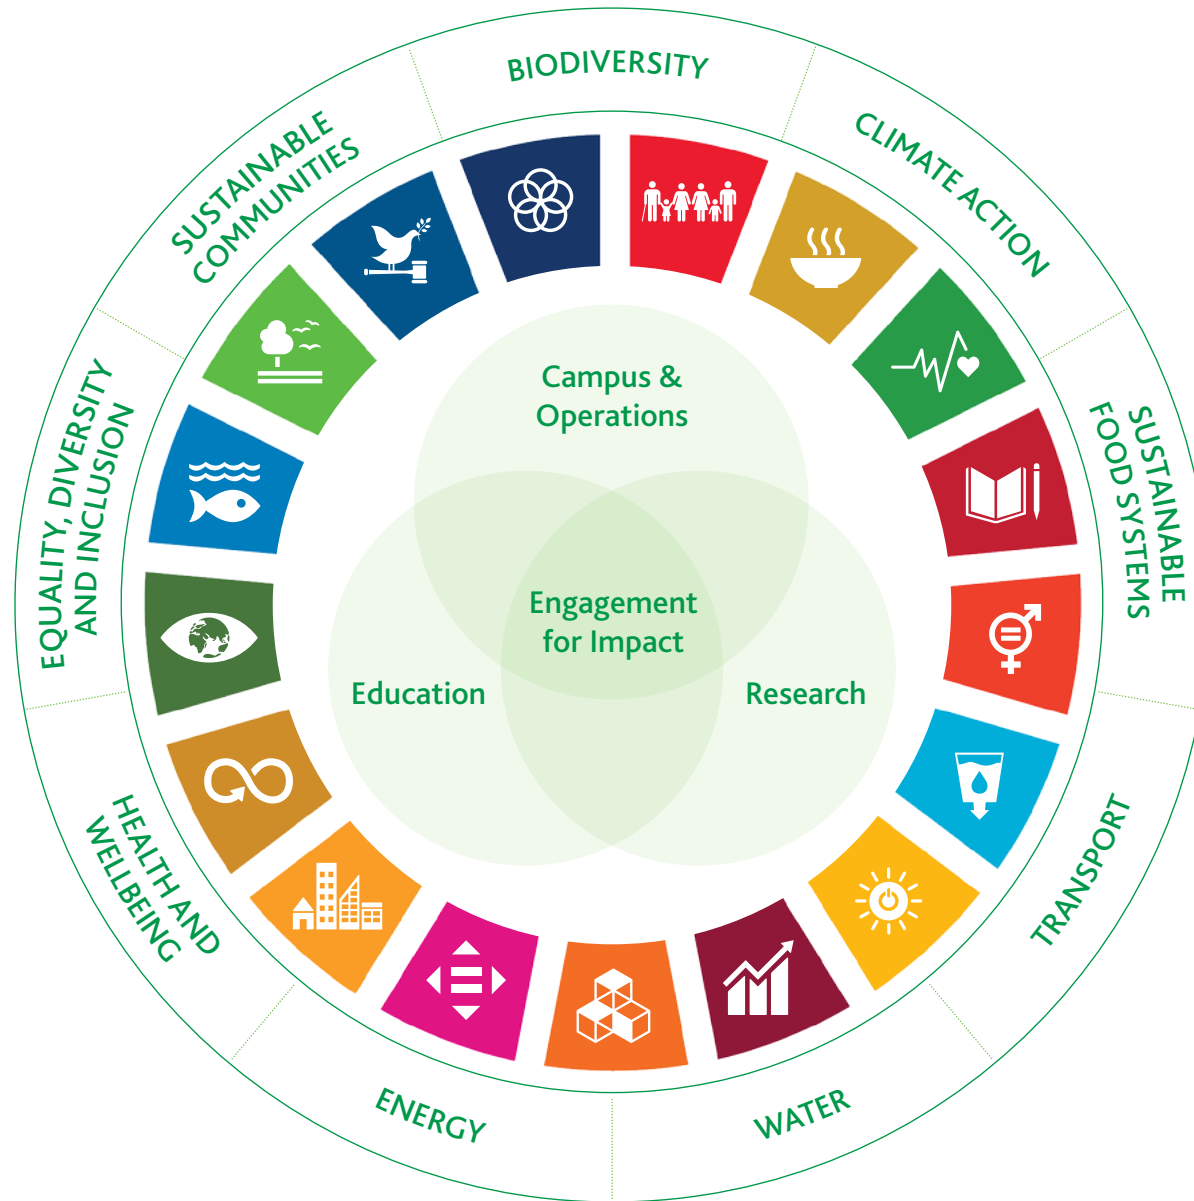 BIODIVERSITY
CLIMATE ACTION
SUSTAINABLE
FOOD SYSTEMS
TRANSPORT
WATER
ENERGY
HEALTH AND
WELLBEING
EQUALITY, DIVERSITY
AND INCLUSION
SUSTAINABLE
COMMUNITIES
Campus &
Operations
Engagement
for Impact
Education
Research